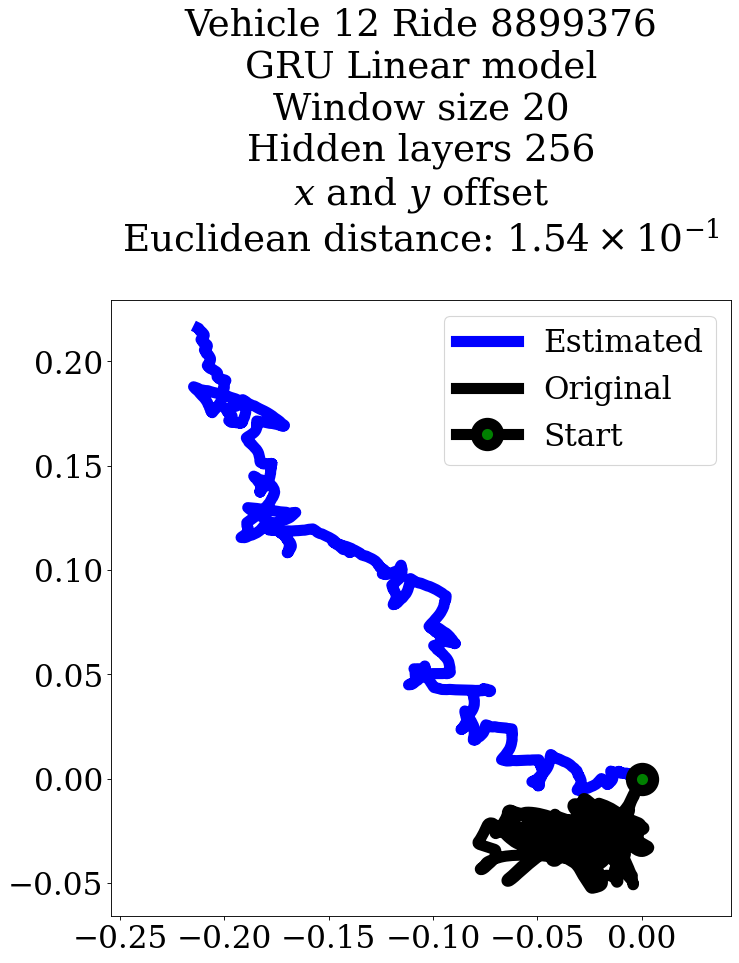 Vehicle 12 Ride 8899376
GRU Linear model
Window size 20
Hidden layers 256
x and y offset
Euclidean distance: 1.54 × 10⁻¹
Estimated
Original
Start
0.20
0.15
0.10
0.05
0.00
−0.05
−0.25 −0.20 −0.15 −0.10 −0.05 0.00